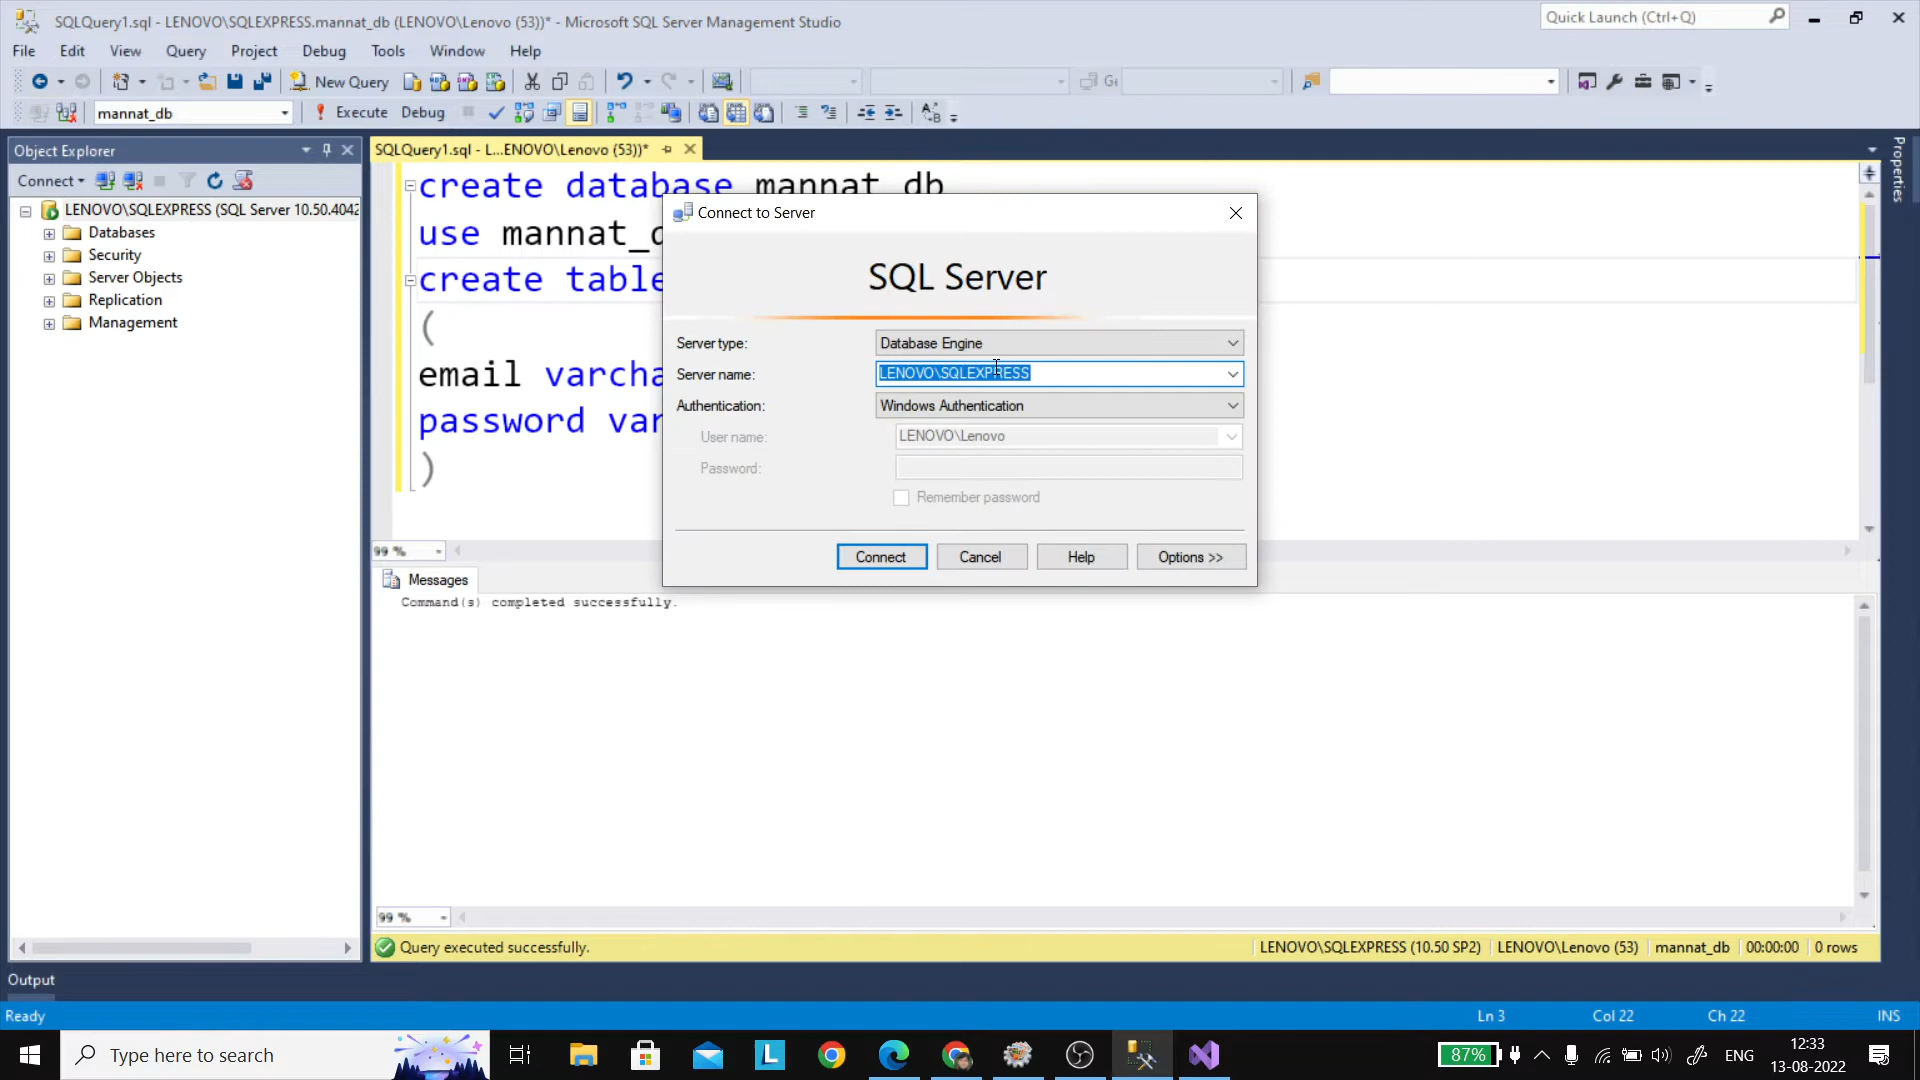 SQLQuery1.sql - LENOVO\SQLEXPRESS.mannat_db (LENOVO\Lenovo (53))* - Microsoft SQL Server Management Studio
Quick Launch (Ctrl+Q)
File Edit View Query Project Debug Tools Window Help
New Query
mannat_db
Execute Debug
Object Explorer
Connect
LENOVO\SQLEXPRESS (SQL Server 10.50.4042
Databases
Security
Server Objects
Replication
Management
SQLQuery1.sql - L...ENOVO\Lenovo (53))*
create database mannat_db
use mannat_d
create table
(
email varcha
password var
)
99 %
Connect to Server
SQL Server
Server type: Database Engine
Server name: LENOVO\SQLEXPRESS
Authentication: Windows Authentication
User name: LENOVO\Lenovo
Password:
Remember password
Connect Cancel Help Options >>
Messages
Command(s) completed successfully.
99 %
Query executed successfully. LENOVO\SQLEXPRESS (10.50 SP2) LENOVO\Lenovo (53) mannat_db 00:00:00 0 rows
Properties
Output
Ready Ln 3 Col 22 Ch 22 INS
Type here to search
L
87%
ENG
12:33
13-08-2022